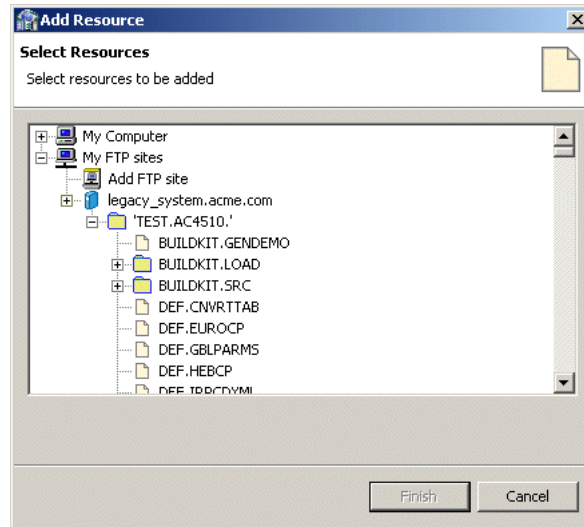 Add Resource
Select Resources
Select resources to be added
My Computer
My FTP sites
Add FTP site
legacy_system.acme.com
'TEST.AC4510.'
BUILDKIT.GENDEMO
BUILDKIT.LOAD
BUILDKIT.SRC
DEF.CNVRTTAB
DEF.EUROCP
DEF.GBLPARMS
DEF.HEBCP
Finish
Cancel